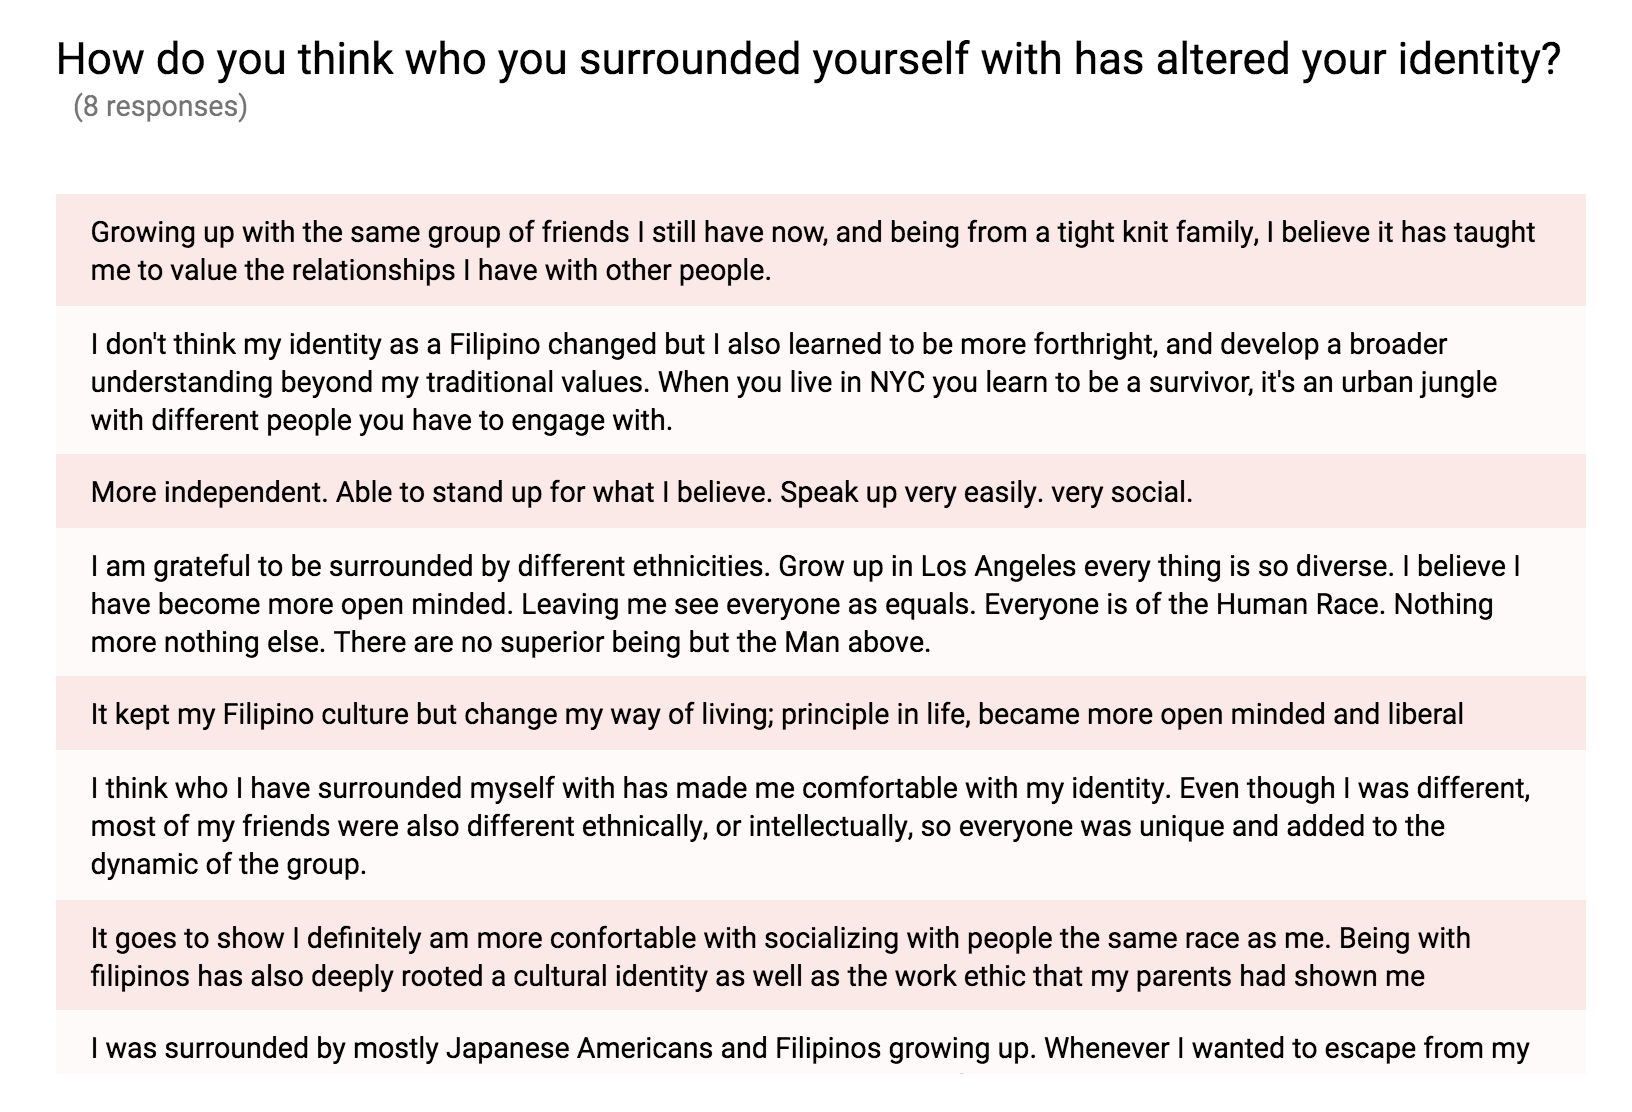 How do you think who you surrounded yourself with has altered your identity?
(8 responses)
Growing up with the same group of friends I still have now, and being from a tight knit family, I believe it has taught
me to value the relationships I have with other people.
I don't think my identity as a Filipino changed but I also learned to be more forthright, and develop a broader
understanding beyond my traditional values. When you live in NYC you learn to be a survivor, it's an urban jungle
with different people you have to engage with.
More independent. Able to stand up for what I believe. Speak up very easily. very social.
I am grateful to be surrounded by different ethnicities. Grow up in Los Angeles every thing is so diverse. I believe I
have become more open minded. Leaving me see everyone as equals. Everyone is of the Human Race. Nothing
more nothing else. There are no superior being but the Man above.
It kept my Filipino culture but change my way of living; principle in life, became more open minded and liberal
I think who I have surrounded myself with has made me comfortable with my identity. Even though I was different,
most of my friends were also different ethnically, or intellectually, so everyone was unique and added to the
dynamic of the group.
It goes to show I definitely am more confortable with socializing with people the same race as me. Being with
filipinos has also deeply rooted a cultural identity as well as the work ethic that my parents had shown me
I was surrounded by mostly Japanese Americans and Filipinos growing up. Whenever I wanted to escape from my